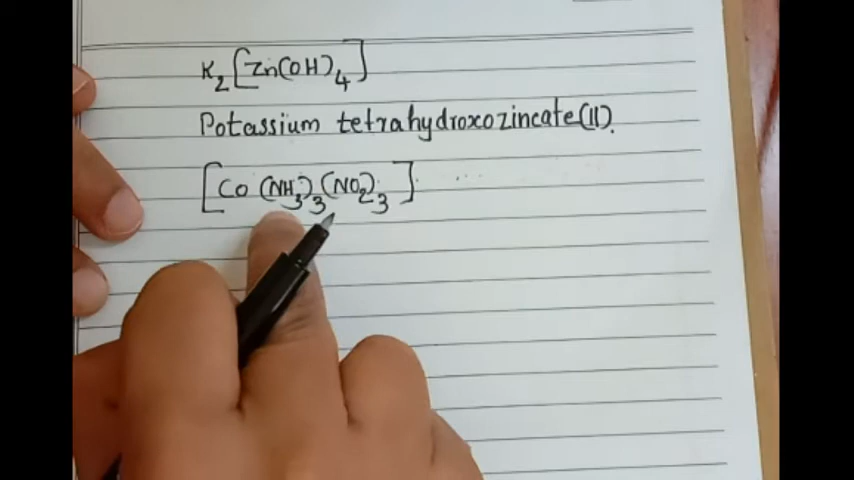 K₂[Zn(OH)₄]
Potassium tetrahydroxozincate(II).
[Co(NH₃)₃(NO₂)₃]